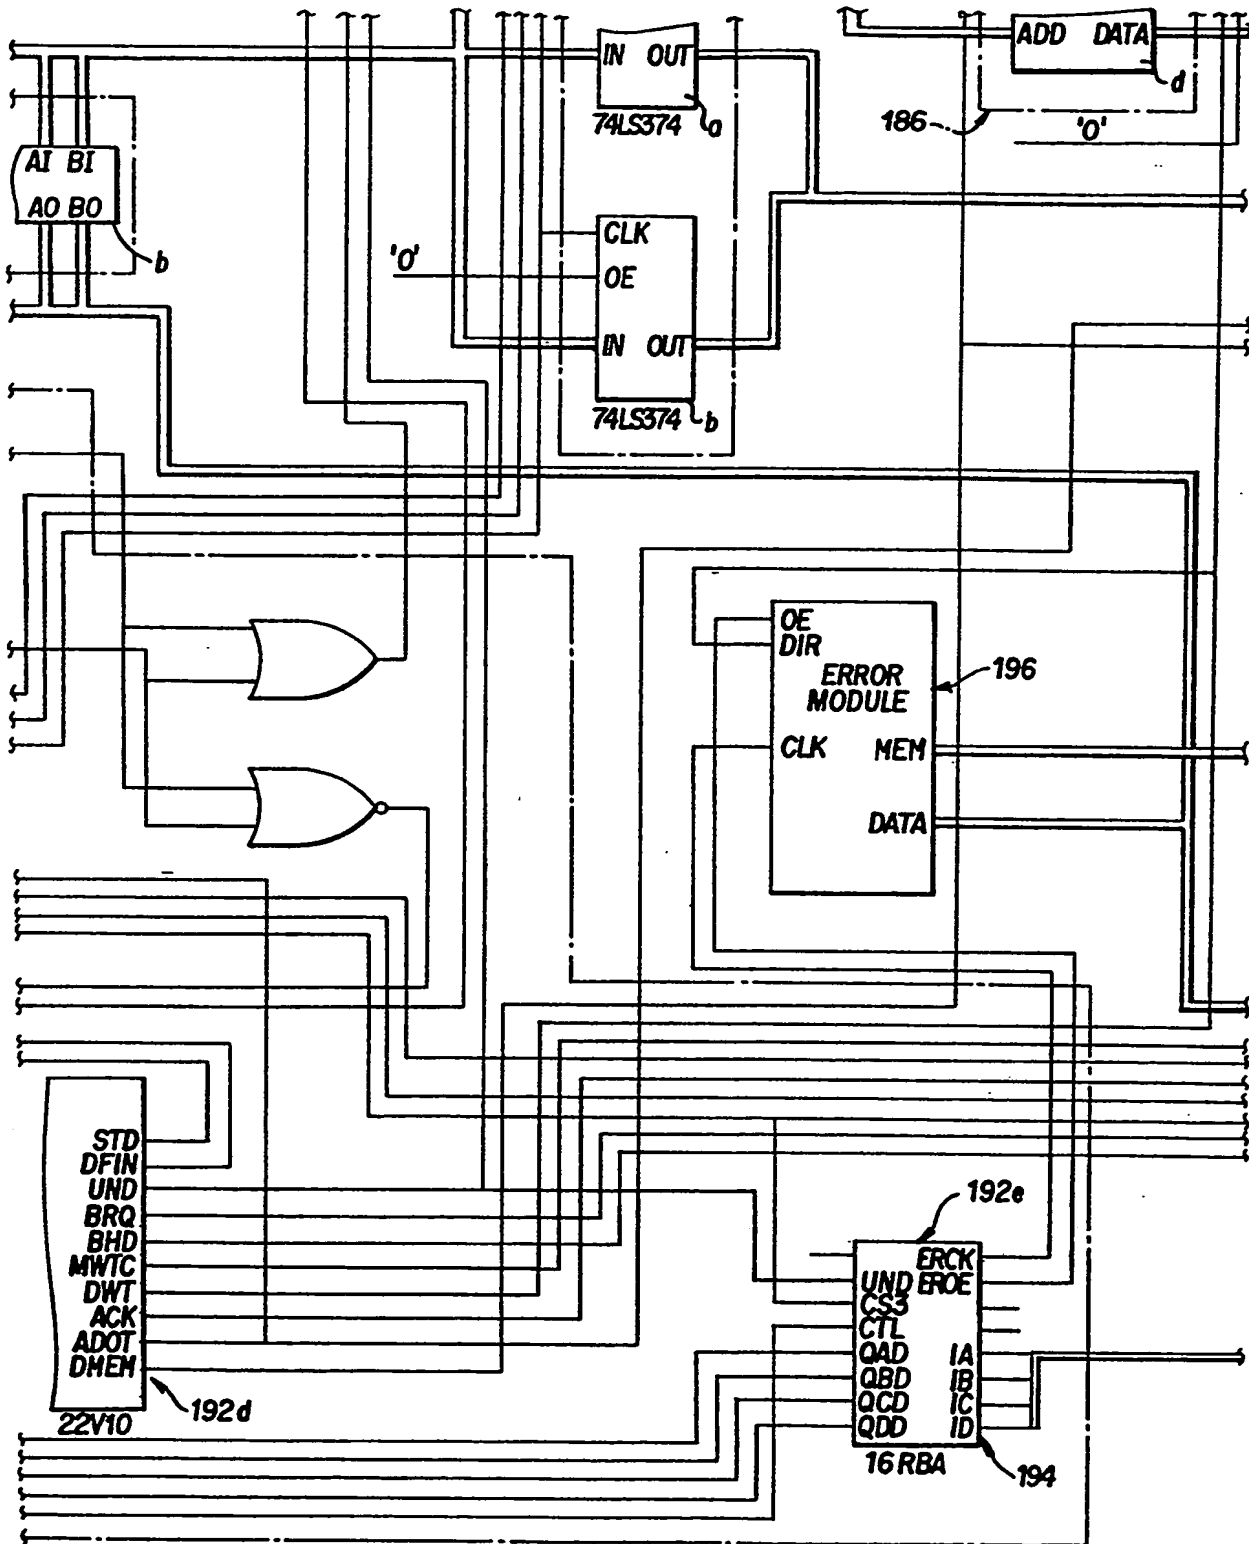 IN OUT
74LS374 a
ADD DATA
d
186
'O'
AI BI
AO BO
b
CLK
'O'
OE
IN OUT
74LS374 b
OE
DIR
ERROR
MODULE
196
CLK MEM
DATA
STD
DFIN
UND
BRQ
BHD
MWTC
DWT
ACK
ADOT
DMEM
192d
22V10
192e
ERCK
UND EROE
CS3
CTL
QAD IA
QBD IB
QCD IC
QDD ID
16RBA
194